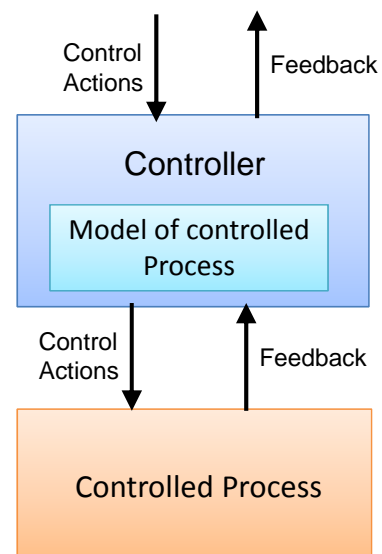 Control
Actions
Feedback
Controller
Model of controlled
Process
Control
Actions
Feedback
Controlled Process